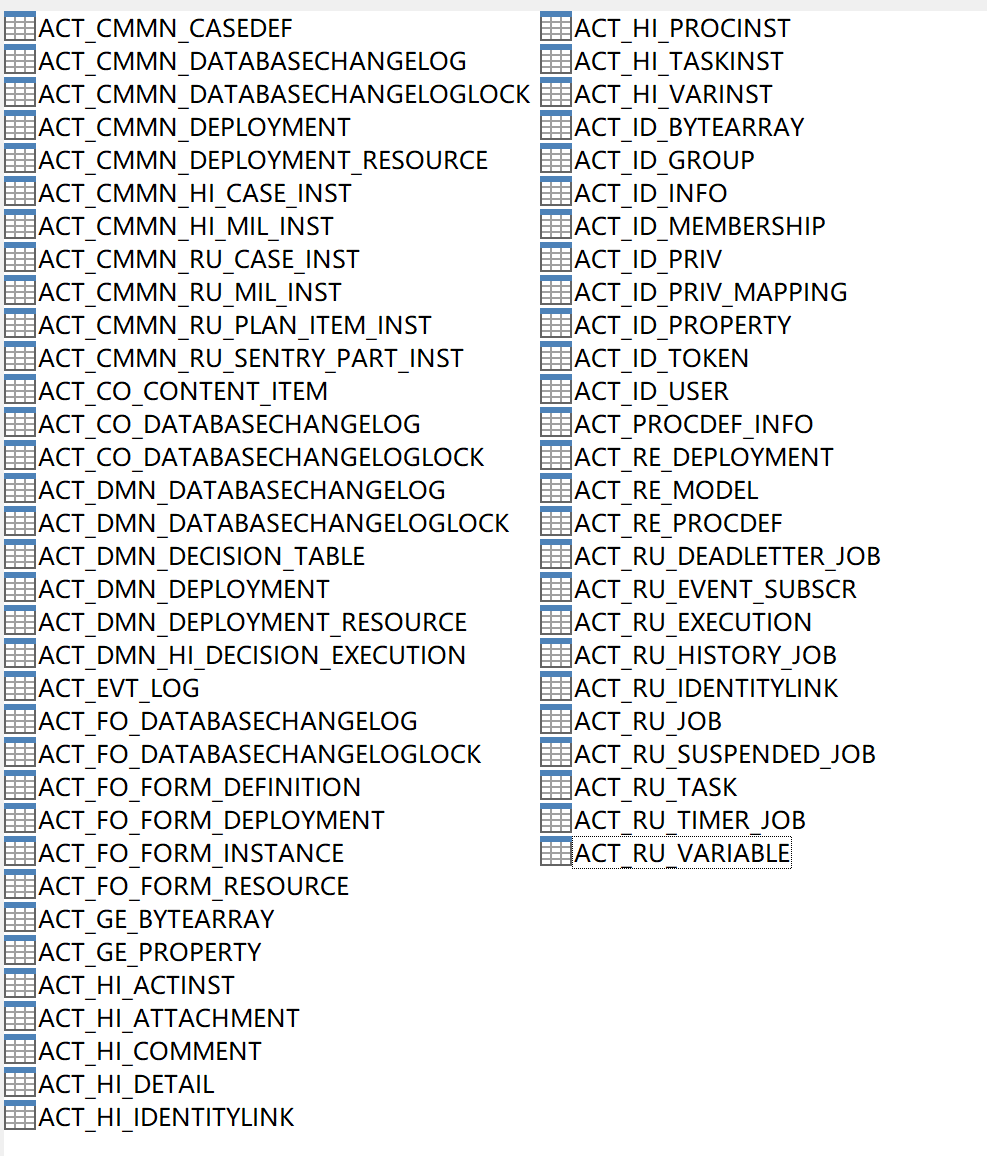 ACT_CMMN_CASEDEF
ACT_CMMN_DATABASECHANGELOG
ACT_CMMN_DATABASECHANGELOGLOCK
ACT_CMMN_DEPLOYMENT
ACT_CMMN_DEPLOYMENT_RESOURCE
ACT_CMMN_HI_CASE_INST
ACT_CMMN_HI_MIL_INST
ACT_CMMN_RU_CASE_INST
ACT_CMMN_RU_MIL_INST
ACT_CMMN_RU_PLAN_ITEM_INST
ACT_CMMN_RU_SENTRY_PART_INST
ACT_CO_CONTENT_ITEM
ACT_CO_DATABASECHANGELOG
ACT_CO_DATABASECHANGELOGLOCK
ACT_DMN_DATABASECHANGELOG
ACT_DMN_DATABASECHANGELOGLOCK
ACT_DMN_DECISION_TABLE
ACT_DMN_DEPLOYMENT
ACT_DMN_DEPLOYMENT_RESOURCE
ACT_DMN_HI_DECISION_EXECUTION
ACT_EVT_LOG
ACT_FO_DATABASECHANGELOG
ACT_FO_DATABASECHANGELOGLOCK
ACT_FO_FORM_DEFINITION
ACT_FO_FORM_DEPLOYMENT
ACT_FO_FORM_INSTANCE
ACT_FO_FORM_RESOURCE
ACT_GE_BYTEARRAY
ACT_GE_PROPERTY
ACT_HI_ACTINST
ACT_HI_ATTACHMENT
ACT_HI_COMMENT
ACT_HI_DETAIL
ACT_HI_IDENTITYLINK
ACT_HI_PROCINST
ACT_HI_TASKINST
ACT_HI_VARINST
ACT_ID_BYTEARRAY
ACT_ID_GROUP
ACT_ID_INFO
ACT_ID_MEMBERSHIP
ACT_ID_PRIV
ACT_ID_PRIV_MAPPING
ACT_ID_PROPERTY
ACT_ID_TOKEN
ACT_ID_USER
ACT_PROCDEF_INFO
ACT_RE_DEPLOYMENT
ACT_RE_MODEL
ACT_RE_PROCDEF
ACT_RU_DEADLETTER_JOB
ACT_RU_EVENT_SUBSCR
ACT_RU_EXECUTION
ACT_RU_HISTORY_JOB
ACT_RU_IDENTITYLINK
ACT_RU_JOB
ACT_RU_SUSPENDED_JOB
ACT_RU_TASK
ACT_RU_TIMER_JOB
ACT_RU_VARIABLE